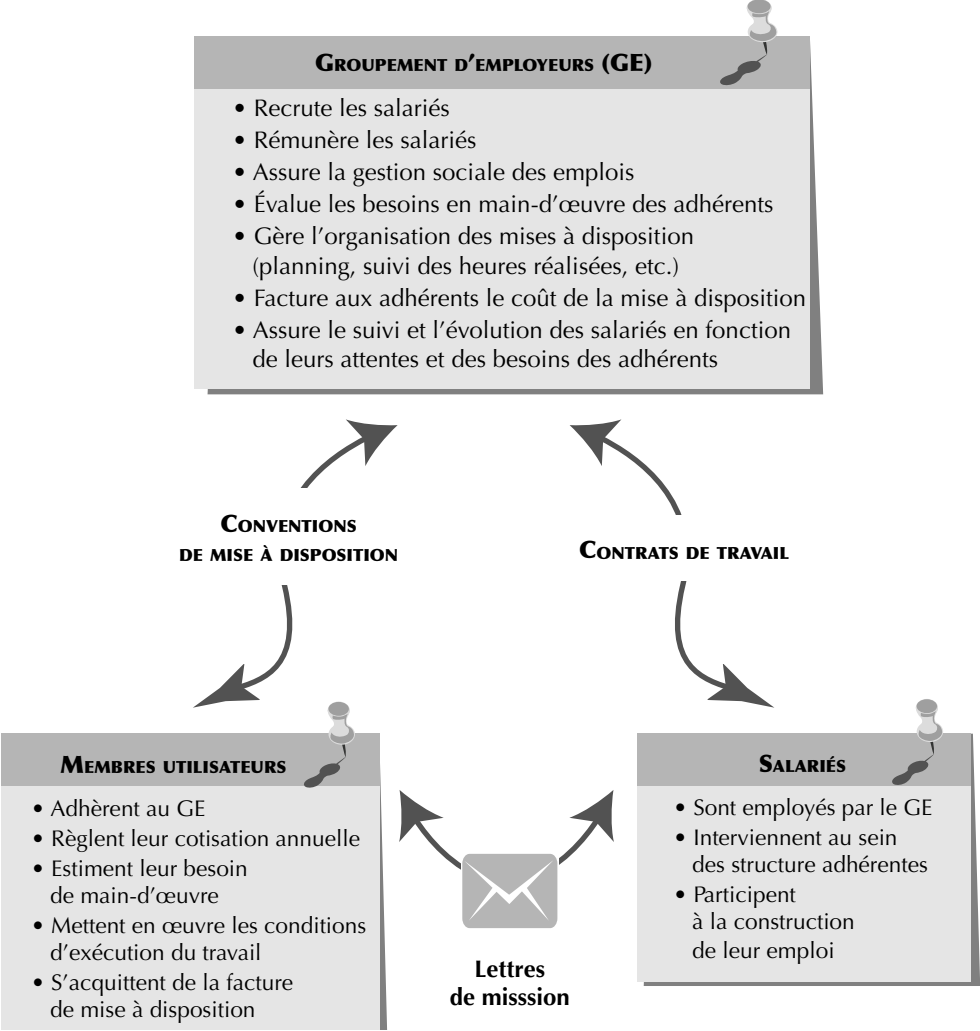 GROUPEMENT D'EMPLOYEURS (GE)
• Recrute les salariés
• Rémunère les salariés
• Assure la gestion sociale des emplois
• Évalue les besoins en main-d'œuvre des adhérents
• Gère l'organisation des mises à disposition
(planning, suivi des heures réalisées, etc.)
• Facture aux adhérents le coût de la mise à disposition
• Assure le suivi et l'évolution des salariés en fonction
de leurs attentes et des besoins des adhérents
CONVENTIONS
DE MISE À DISPOSITION
CONTRATS DE TRAVAIL
MEMBRES UTILISATEURS
• Adhèrent au GE
• Règlent leur cotisation annuelle
• Estiment leur besoin
de main-d'œuvre
• Mettent en œuvre les conditions
d'exécution du travail
• S'acquittent de la facture
de mise à disposition
Lettres
de misssion
SALARIÉS
• Sont employés par le GE
• Interviennent au sein
des structure adhérentes
• Participent
à la construction
de leur emploi